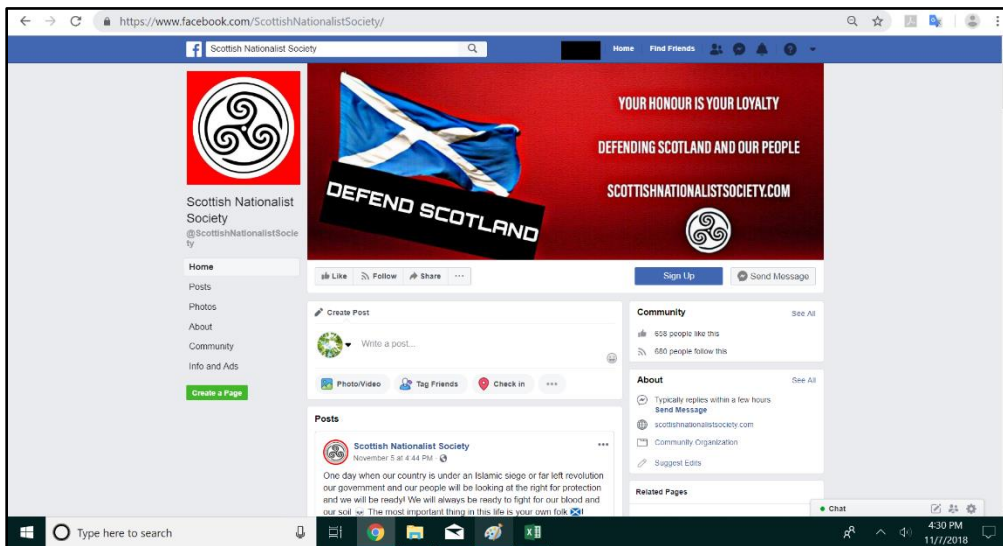 https://www.facebook.com/ScottishNationalistSociety/
Scottish Nationalist Society
Home Find Friends
YOUR HONOUR IS YOUR LOYALTY
DEFENDING SCOTLAND AND OUR PEOPLE
SCOTTISHNATIONALISTSOCIETY.COM
DEFEND SCOTLAND
Scottish Nationalist
Society
@ScottishNationalistSocie
ty
Home
Posts
Photos
About
Community
Info and Ads
Create a Page
Like Follow Share
Sign Up Send Message
Create Post
Write a post...
Photo/Video Tag Friends Check in
Posts
Scottish Nationalist Society
November 5 at 4:44 PM
One day when our country is under an Islamic siege or far left revolution
our government and our people will be looking at the right for protection
and we will be ready! We will always be ready to fight for our blood and
our soil The most important thing in this life is your own folk !
Community See All
658 people like this
680 people follow this
About See All
Typically replies within a few hours
Send Message
scottishnationalistsociety.com
Community Organization
Suggest Edits
Related Pages
Chat
Type here to search
4:30 PM
11/7/2018